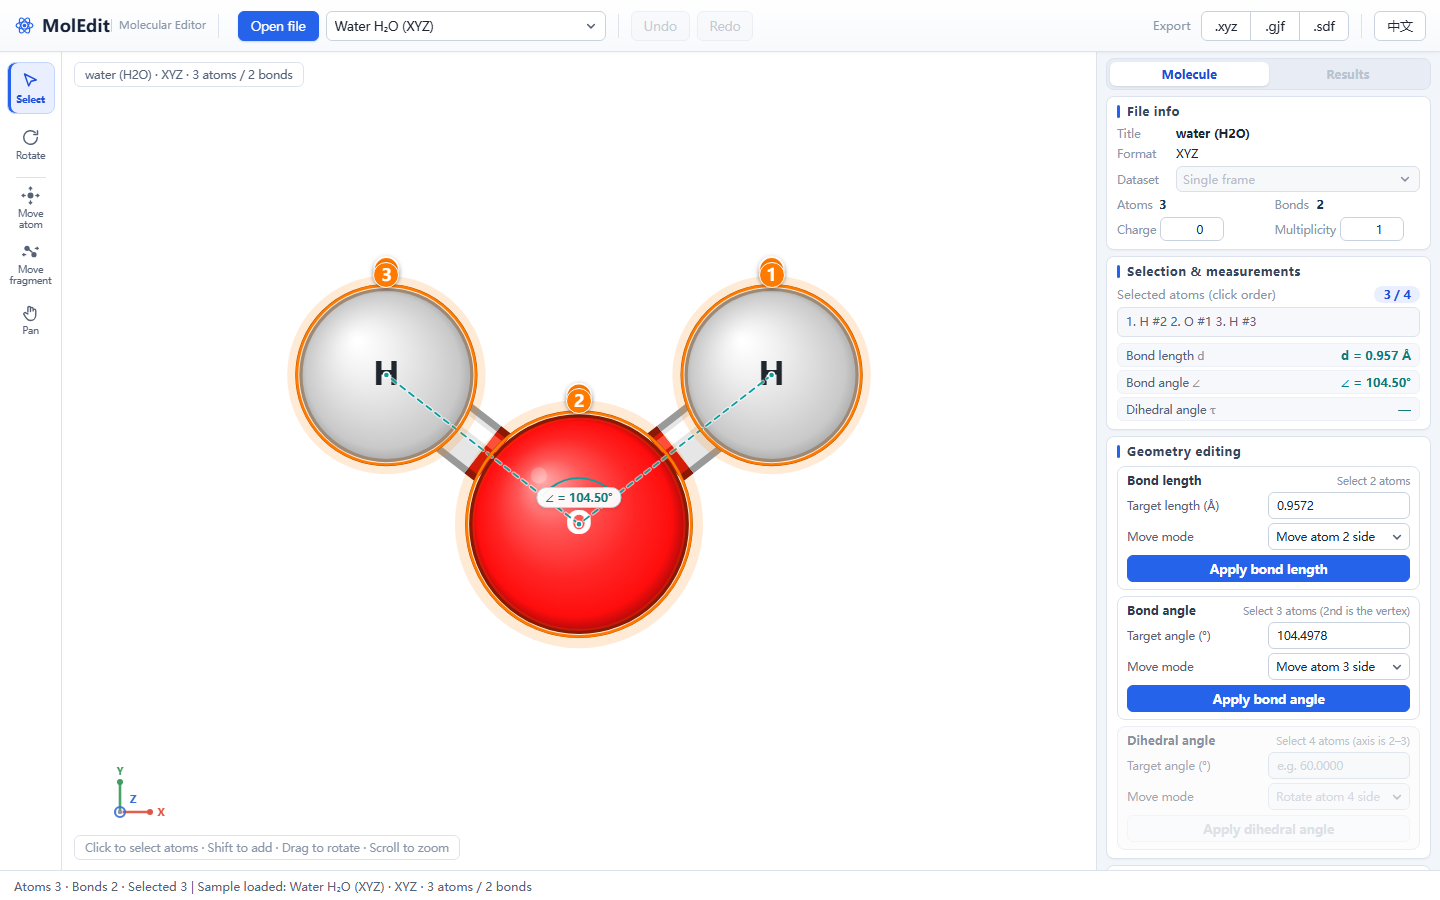 MolEdit Molecular Editor Open file Water H₂O (XYZ) Undo Redo Export .xyz .gjf .sdf 中文
Select
Rotate
Move
atom
Move
fragment
Pan
water (H2O) · XYZ · 3 atoms / 2 bonds
3
1
H
H
2
∠ = 104.50°
O
Y
Z
X
Click to select atoms · Shift to add · Drag to rotate · Scroll to zoom
Molecule Results
File info
Title water (H2O)
Format XYZ
Dataset Single frame
Atoms 3 Bonds 2
Charge 0 Multiplicity 1
Selection & measurements
Selected atoms (click order) 3 / 4
1. H #2 2. O #1 3. H #3
Bond length d d = 0.957 Å
Bond angle ∠ ∠ = 104.50°
Dihedral angle τ —
Geometry editing
Bond length Select 2 atoms
Target length (Å) 0.9572
Move mode Move atom 2 side
Apply bond length
Bond angle Select 3 atoms (2nd is the vertex)
Target angle (°) 104.4978
Move mode Move atom 3 side
Apply bond angle
Dihedral angle Select 4 atoms (axis is 2–3)
Target angle (°) e.g. 60.0000
Move mode Rotate atom 4 side
Apply dihedral angle
Atoms 3 · Bonds 2 · Selected 3 | Sample loaded: Water H₂O (XYZ) · XYZ · 3 atoms / 2 bonds